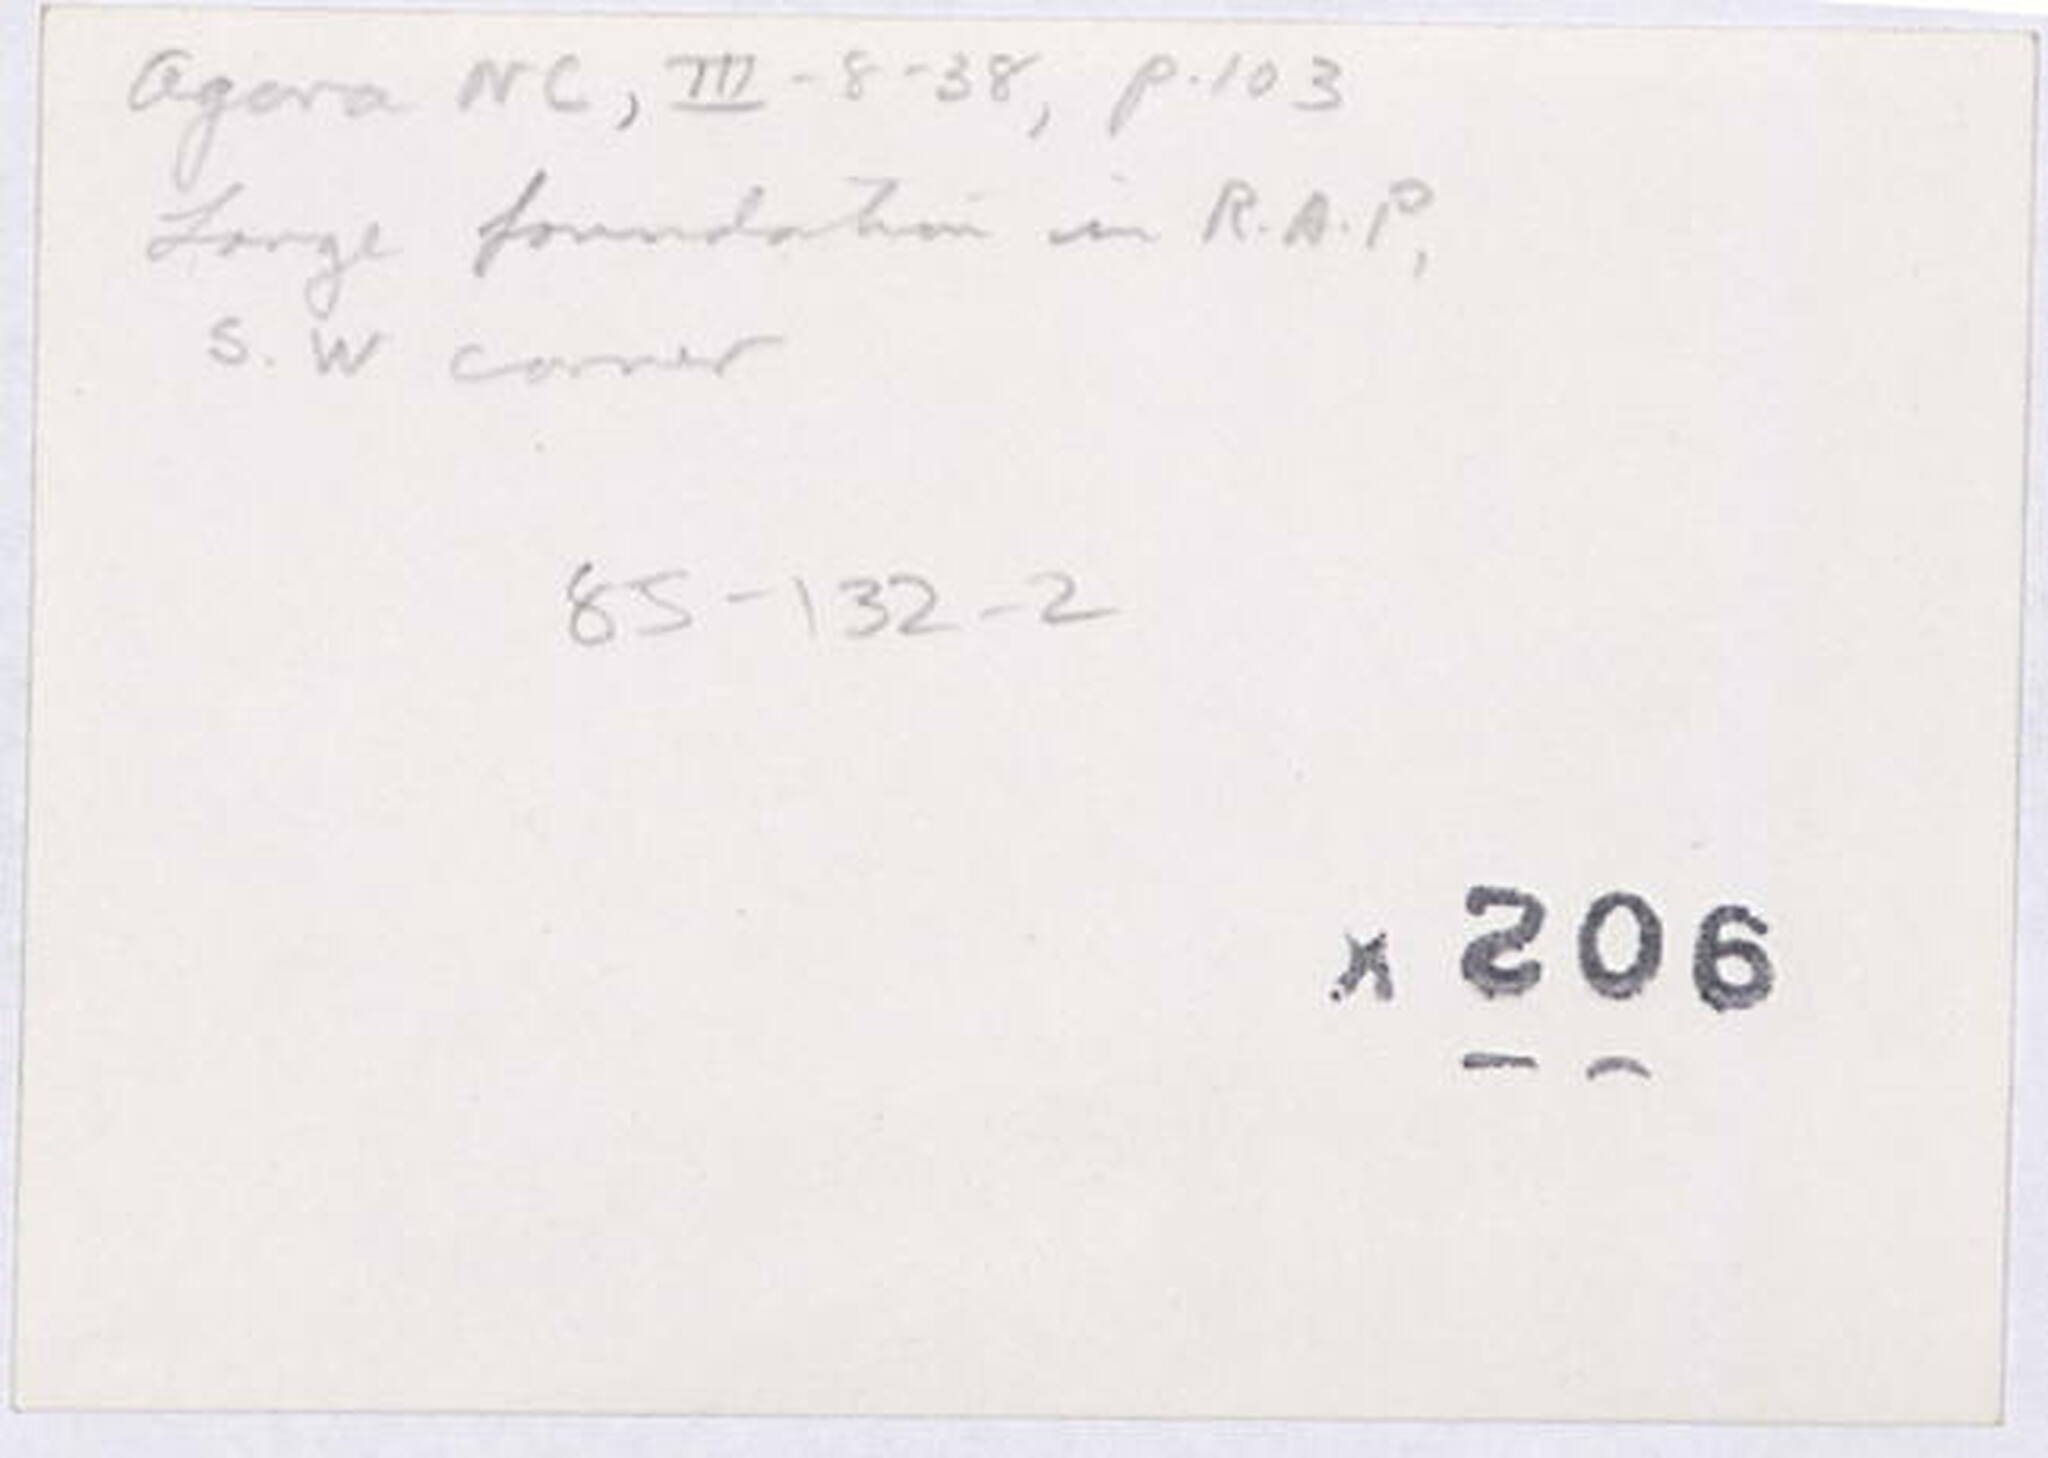 Agora NC, III-8-38, p.103
Large foundation in R.A.P,
S. W corner
85-132-2
x 206